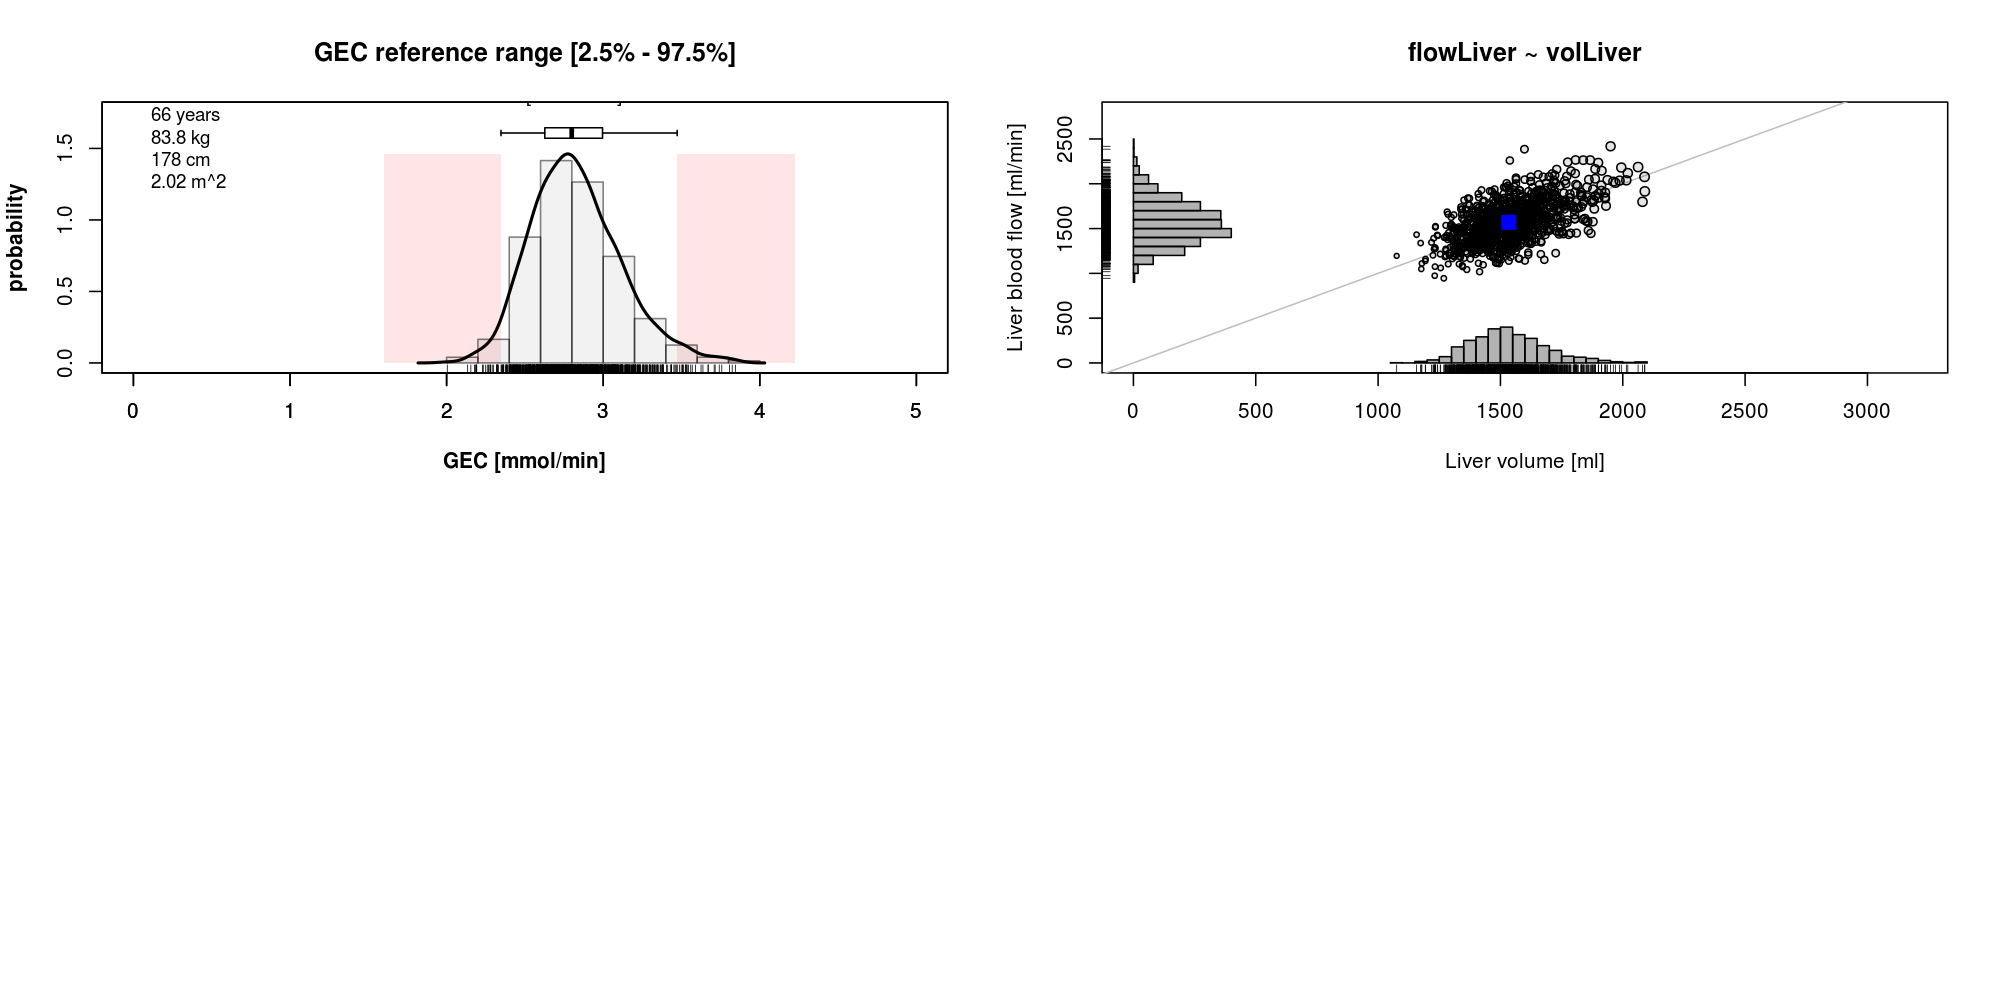 GEC reference range [2.5% - 97.5%]
66 years
83.8 kg
178 cm
2.02 m^2
probability
0.0 0.5 1.0 1.5
0 1 2 3 4 5
GEC [mmol/min]
flowLiver ~ volLiver
Liver blood flow [ml/min]
0 500 1500 2500
0 500 1000 1500 2000 2500 3000
Liver volume [ml]